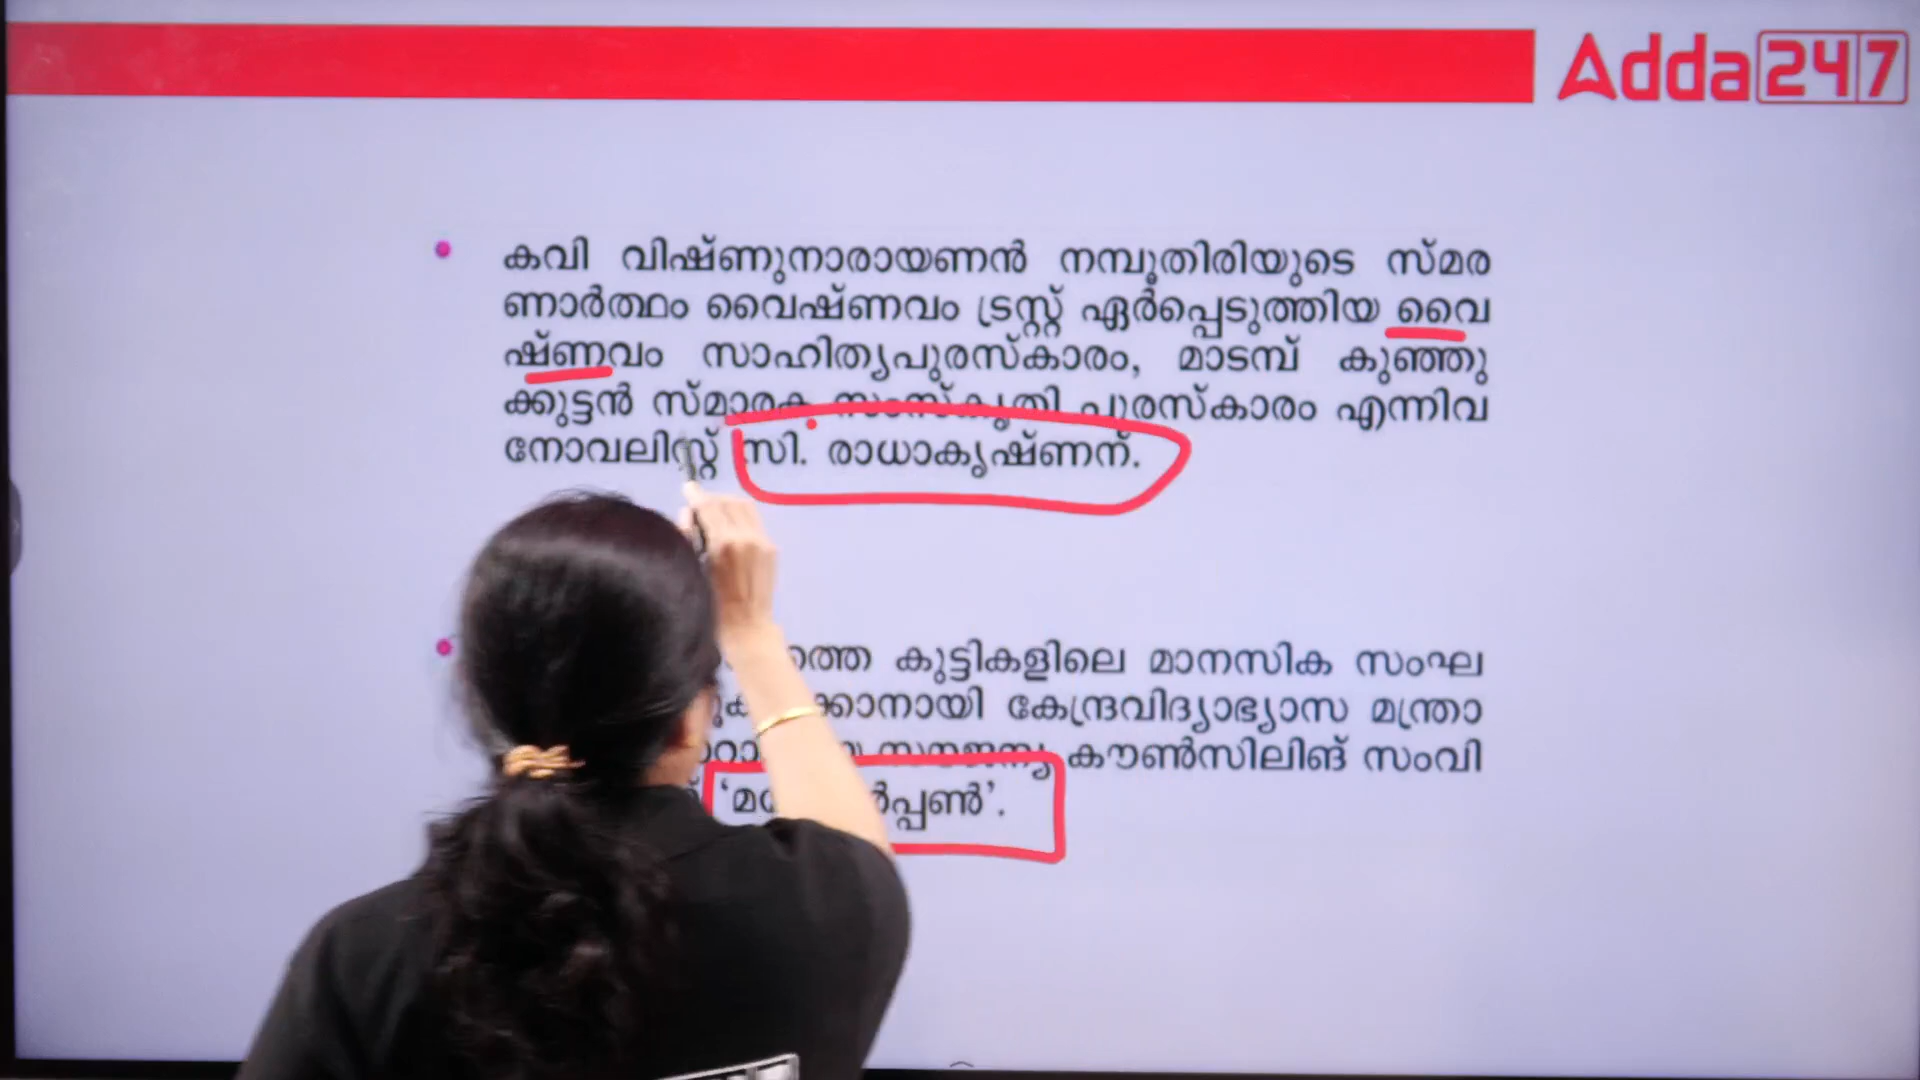 Adda247
കവി വിഷ്ണുനാരായണൻ നമ്പൂതിരിയുടെ സ്മര
ണാർത്ഥം വൈഷ്ണവം ട്രസ്റ്റ് ഏർപ്പെടുത്തിയ വൈ
ഷ്ണവം സാഹിത്യപുരസ്കാരം, മാടമ്പ് കുഞ്ഞു
ക്കുട്ടൻ സ്മാരക സംസ്കൃതി പുരസ്കാരം എന്നിവ
നോവലിസ്റ്റ് സി. രാധാകൃഷ്ണന്.
കുട്ടികളിലെ മാനസിക സംഘ
കേന്ദ്രവിദ്യാഭ്യാസ മന്ത്രാ
സൗജന്യ കൗൺസിലിങ് സംവി